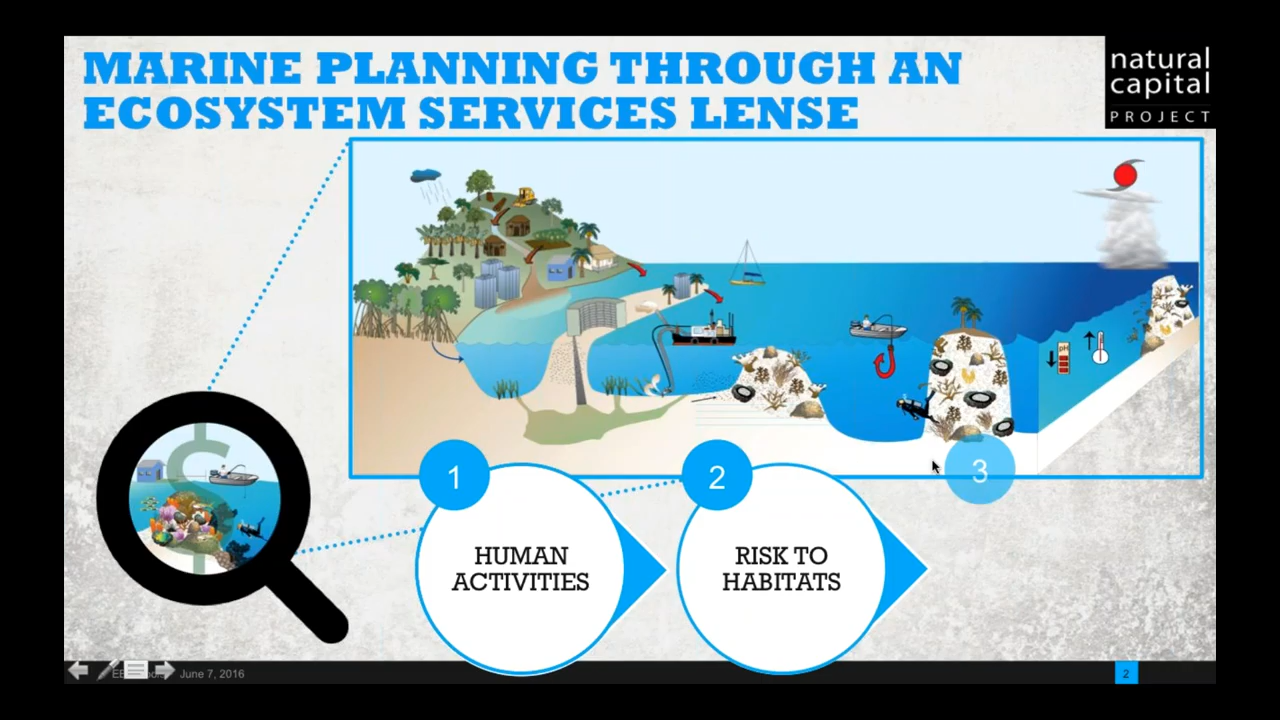 MARINE PLANNING THROUGH AN
ECOSYSTEM SERVICES LENSE
natural
capital
PROJECT
pH
$
1
2
3
HUMAN
ACTIVITIES
RISK TO
HABITATS
June 7, 2016
2